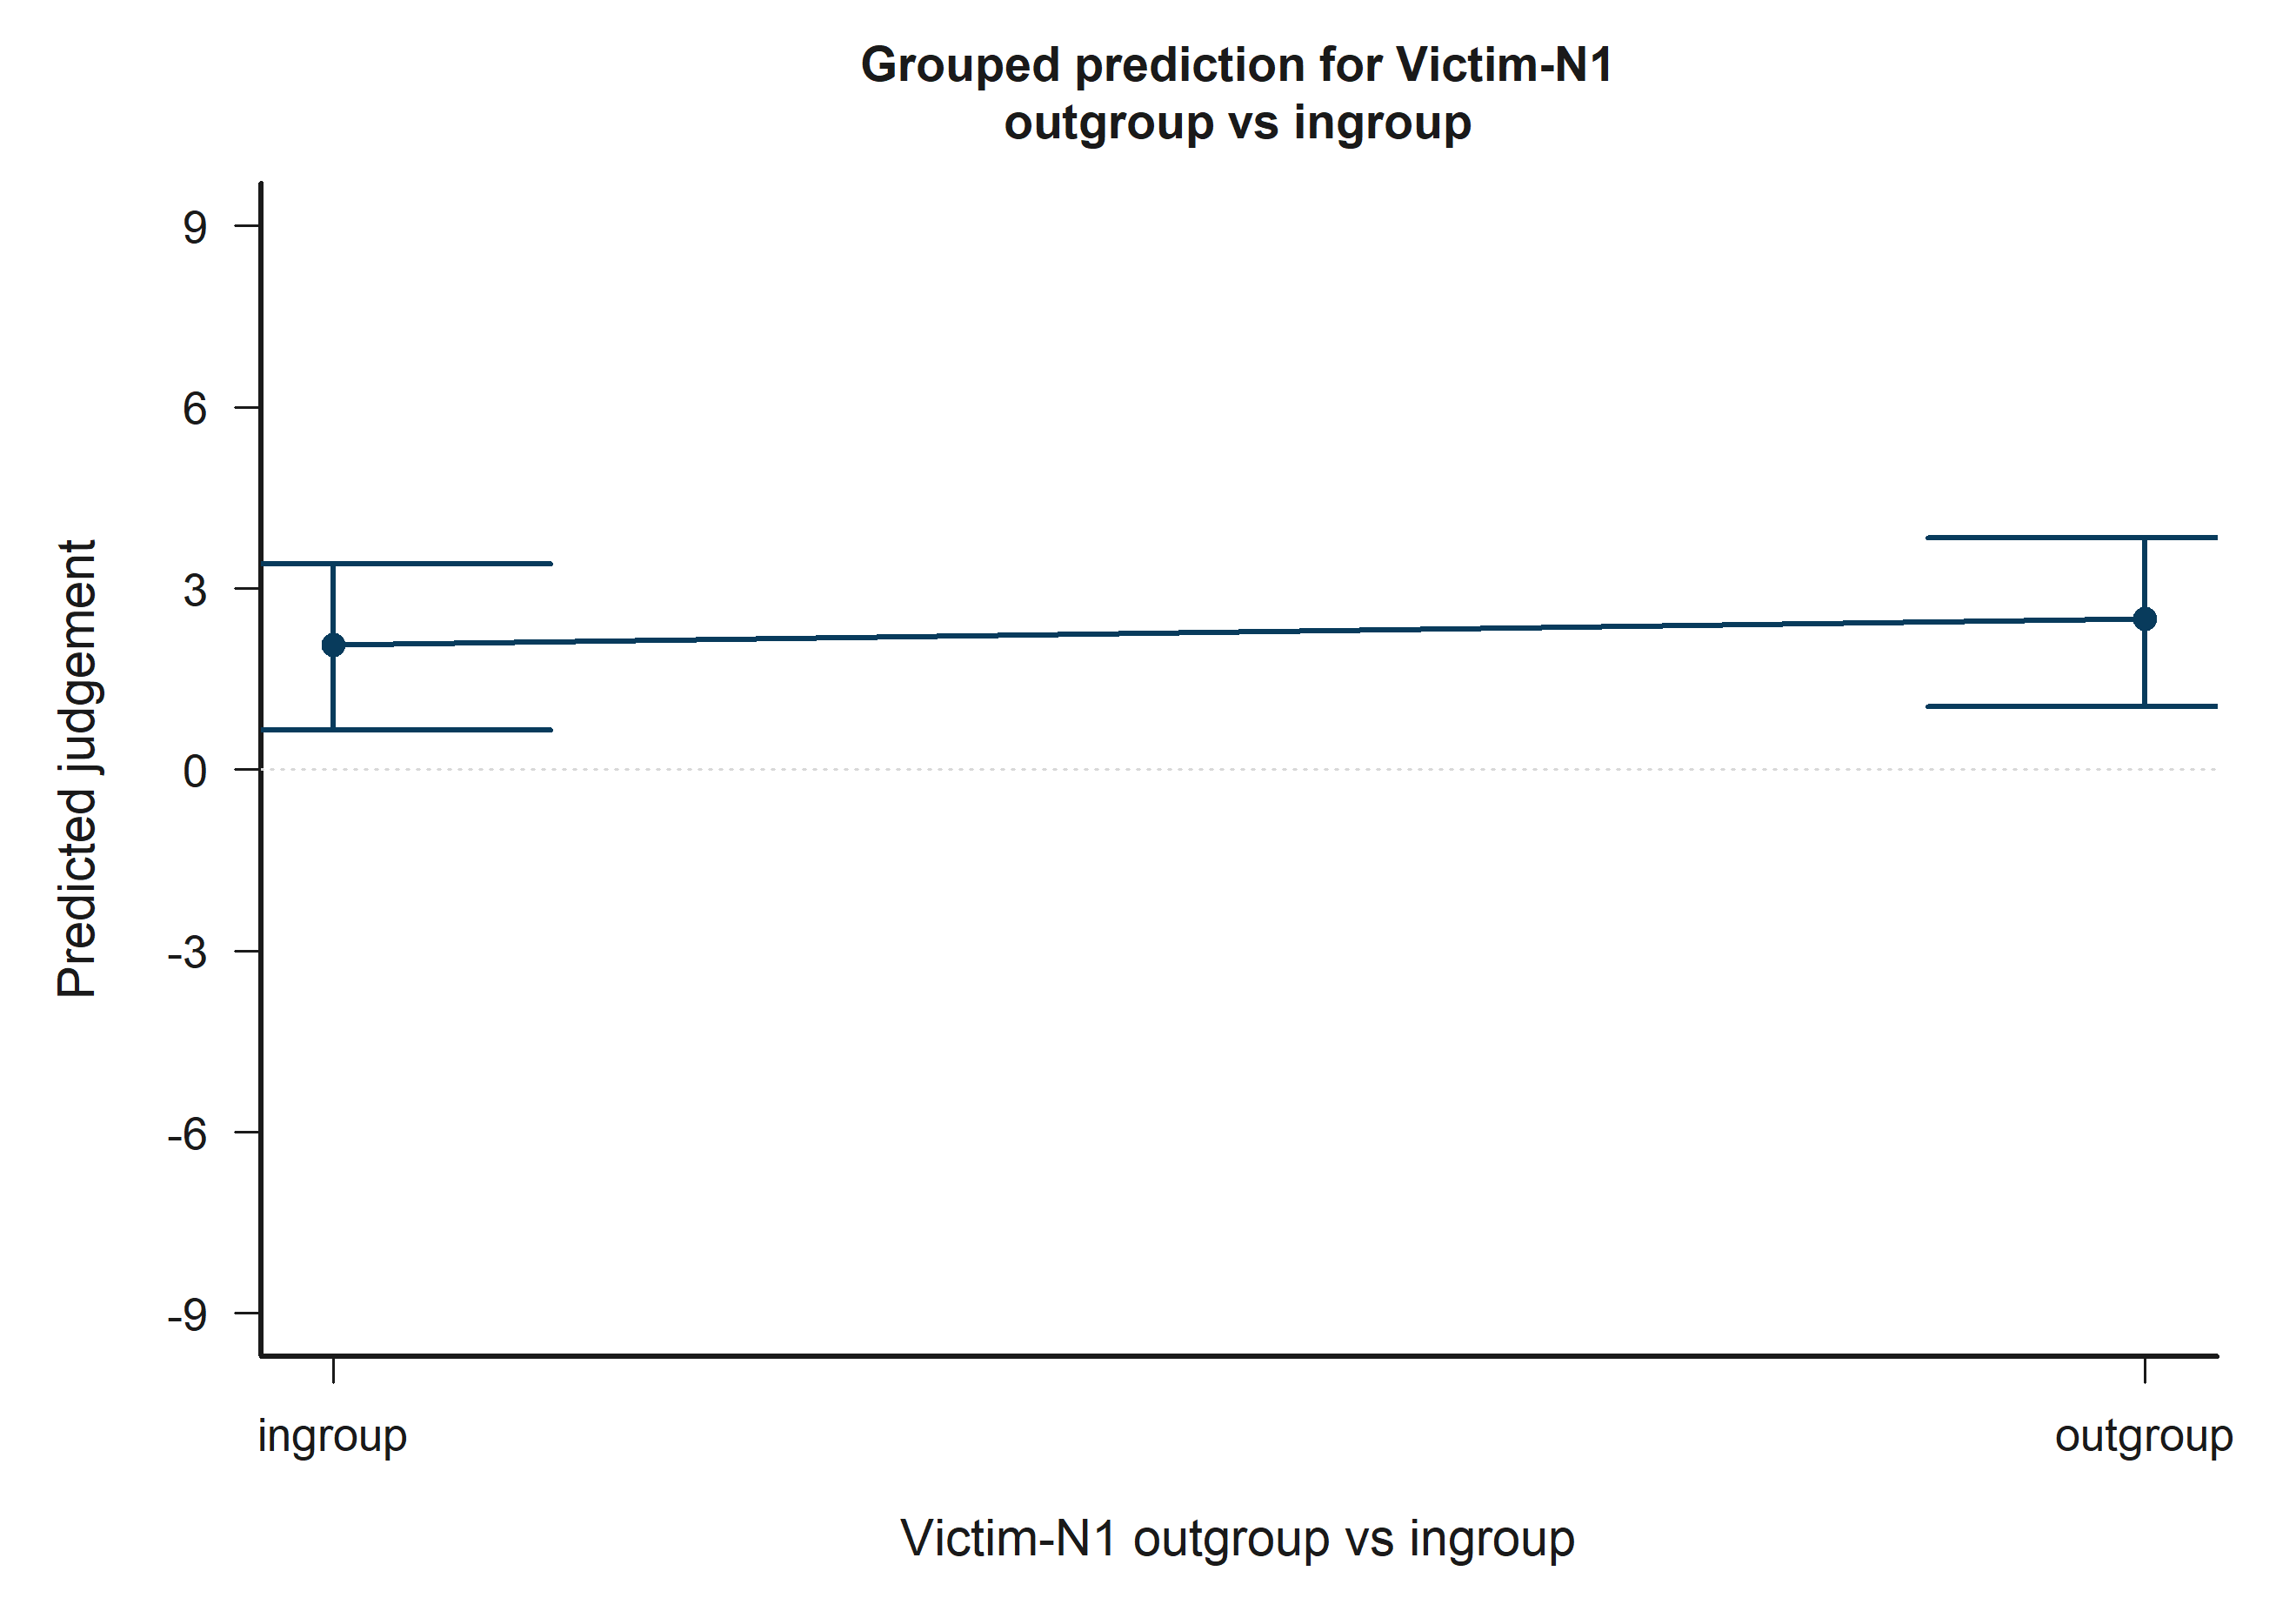 Grouped prediction for Victim-N1
outgroup vs ingroup
9
6
3
0
-3
-6
-9
Predicted judgement
ingroup
outgroup
Victim-N1 outgroup vs ingroup